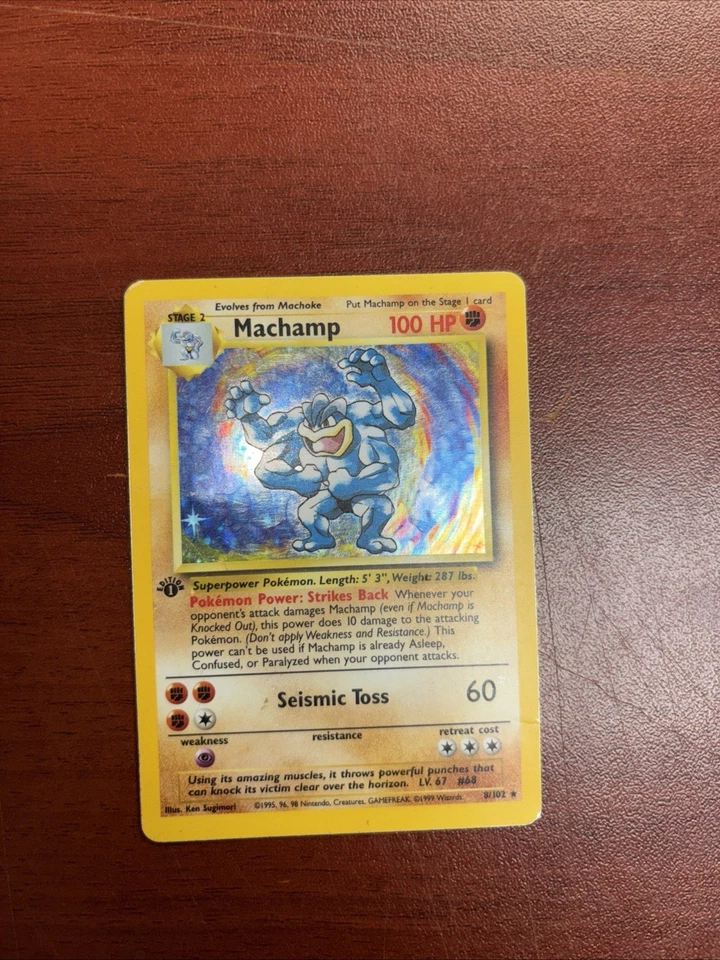 Evolves from Machoke Put Machamp on the Stage 1 card
STAGE 2
Machamp 100 HP
EDITION
1
Superpower Pokémon. Length: 5' 3", Weight: 287 lbs.
Pokémon Power: Strikes Back Whenever your
opponent's attack damages Machamp (even if Machamp is
Knocked Out), this power does 10 damage to the attacking
Pokémon. (Don't apply Weakness and Resistance.) This
power can't be used if Machamp is already Asleep,
Confused, or Paralyzed when your opponent attacks.
Seismic Toss 60
weakness resistance retreat cost
Using its amazing muscles, it throws powerful punches that
can knock its victim clear over the horizon. LV. 67 #68
Illus. Ken Sugimori ©1995, 96, 98 Nintendo, Creatures, GAMEFREAK. ©1999 Wizards. 8/102 ★